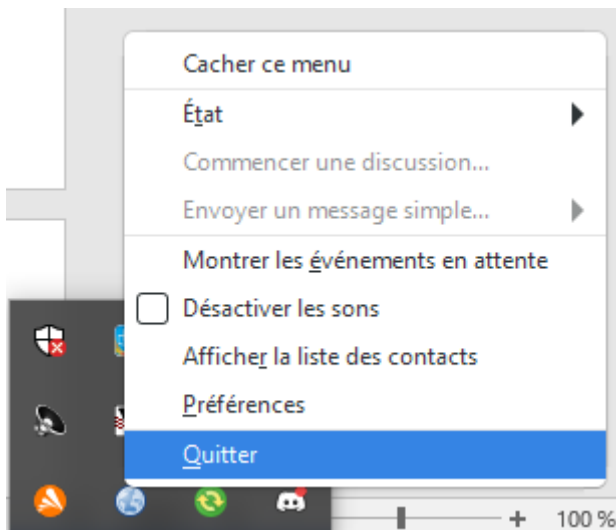 Cacher ce menu
État
Commencer une discussion...
Envoyer un message simple...
Montrer les événements en attente
Désactiver les sons
Afficher la liste des contacts
Préférences
Quitter
100 %